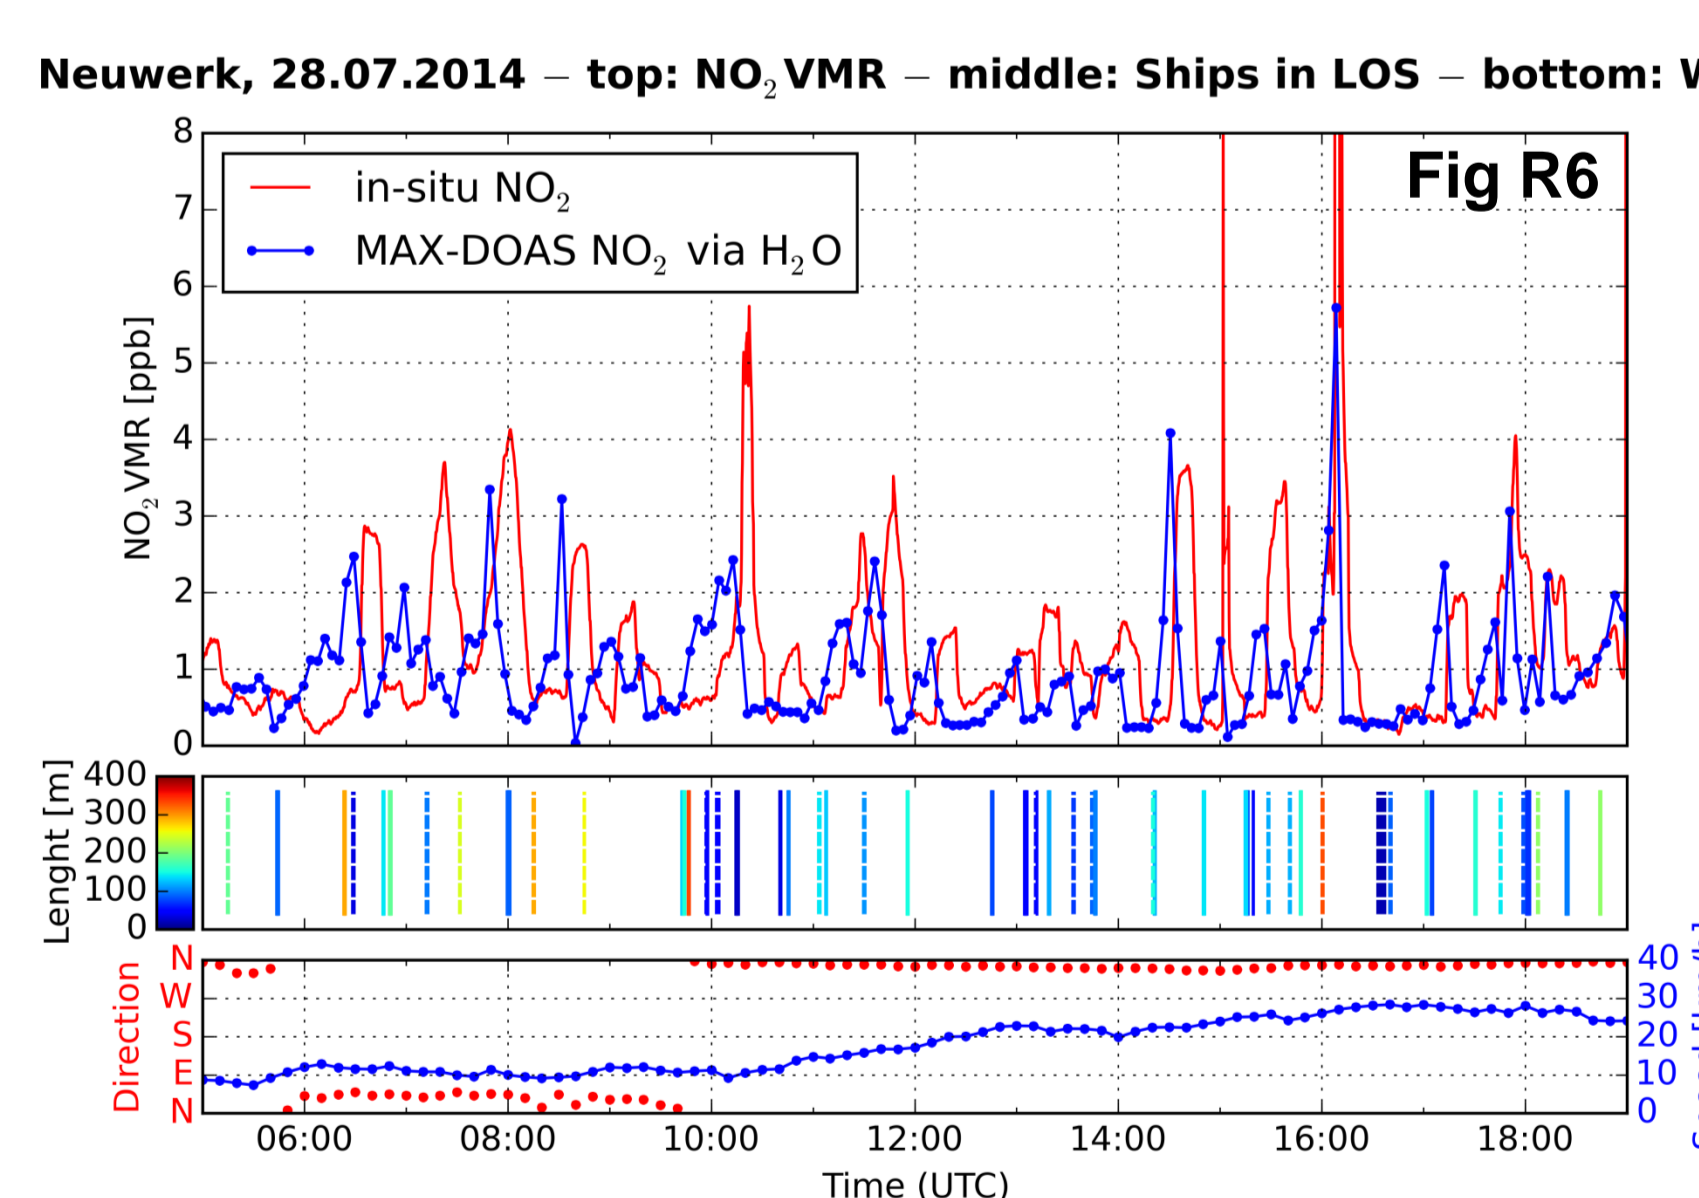 Neuwerk, 28.07.2014 − top: NO₂ VMR − middle: Ships in LOS − bottom: W
Fig R6
in-situ NO₂
MAX-DOAS NO₂ via H₂O
NO₂ VMR [ppb]
8
7
6
5
4
3
2
1
0
Lenght [m]
400
300
200
100
0
Direction
N
W
S
E
N
40
30
20
10
0
06:00 08:00 10:00 12:00 14:00 16:00 18:00
Time (UTC)